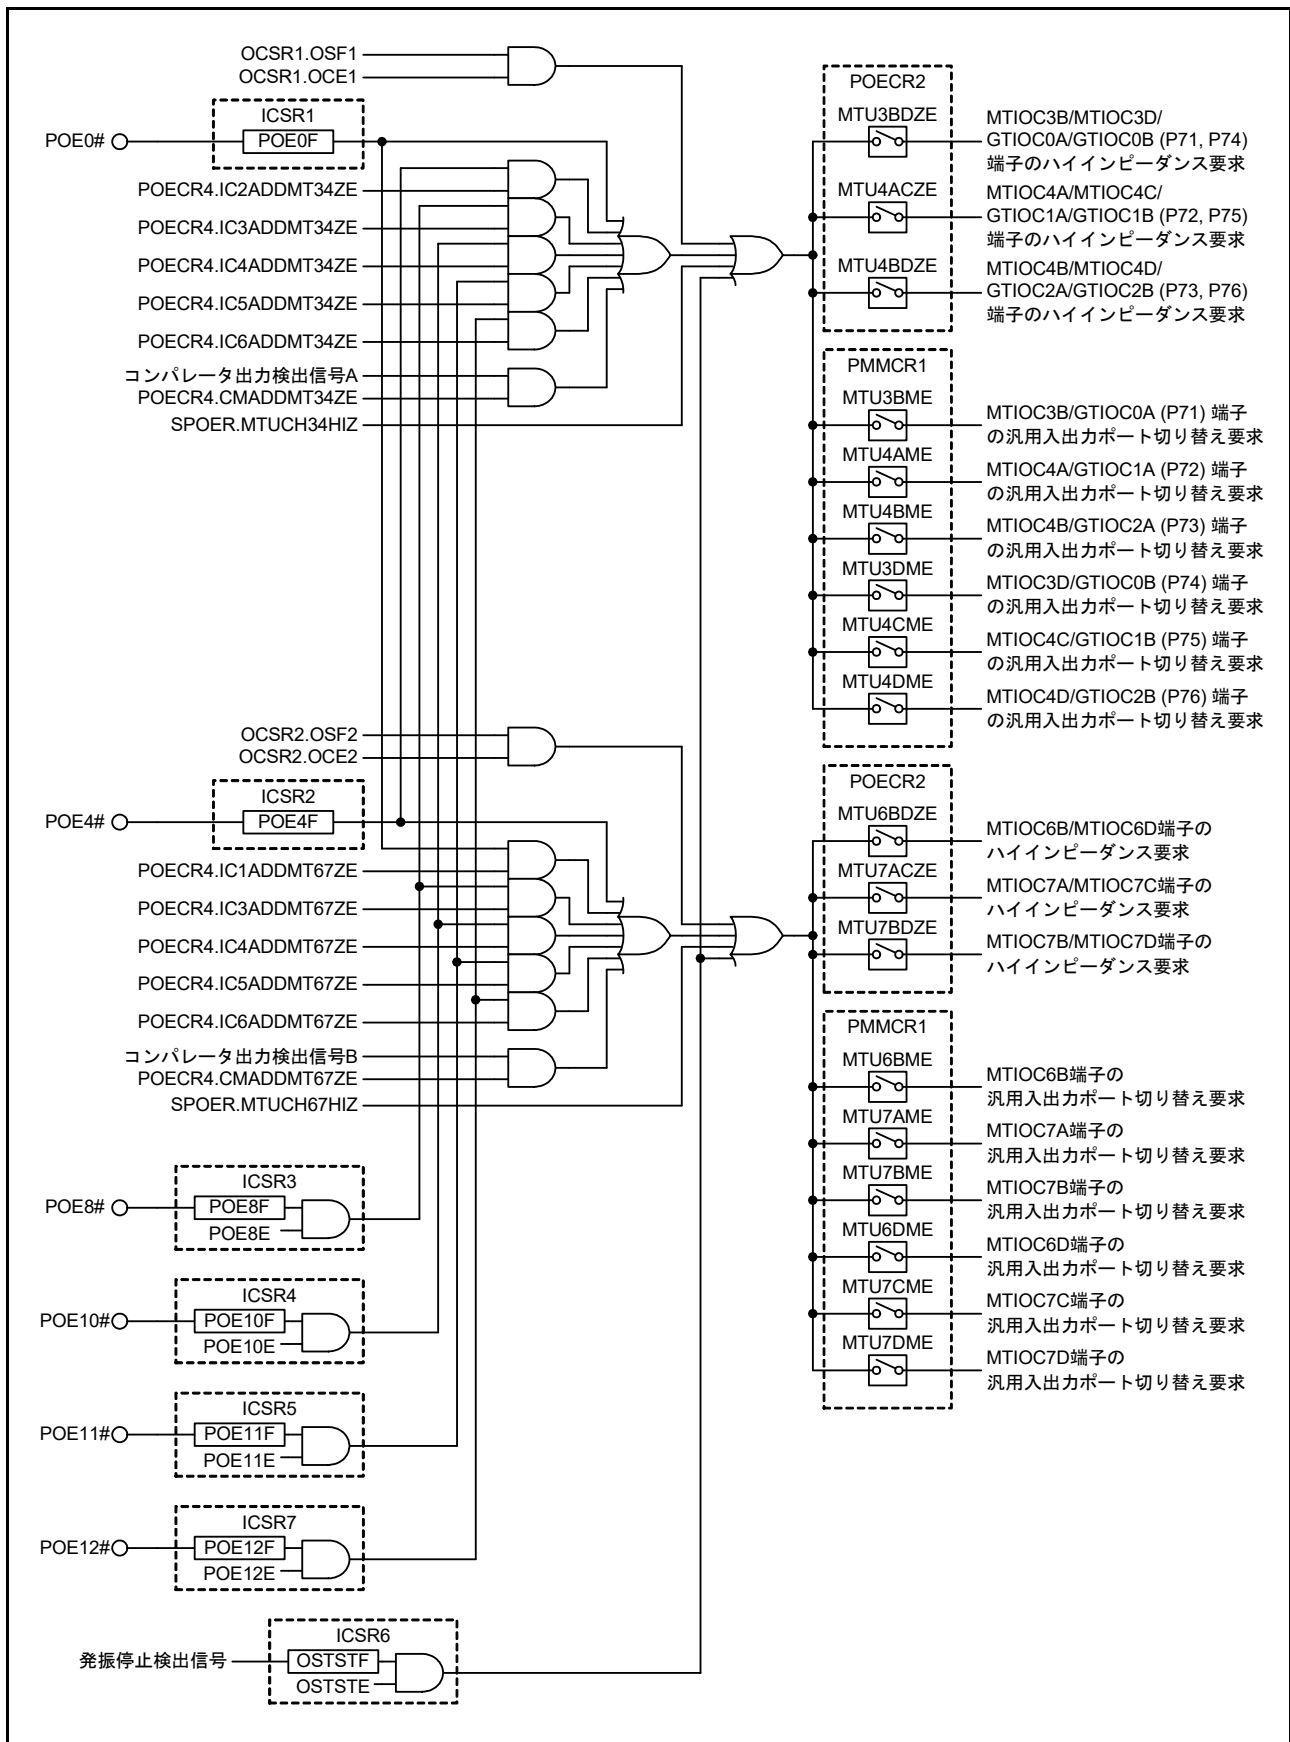 OCSR1.OSF1
OCSR1.OCE1
ICSR1
POE0#
POE0F
POECR4.IC2ADDMT34ZE
POECR4.IC3ADDMT34ZE
POECR4.IC4ADDMT34ZE
POECR4.IC5ADDMT34ZE
POECR4.IC6ADDMT34ZE
コンパレータ出力検出信号A
POECR4.CMADDMT34ZE
SPOER.MTUCH34HIZ
POECR2
MTU3BDZE
MTIOC3B/MTIOC3D/
GTIOC0A/GTIOC0B (P71, P74)
端子のハイインピーダンス要求
MTU4ACZE
MTIOC4A/MTIOC4C/
GTIOC1A/GTIOC1B (P72, P75)
端子のハイインピーダンス要求
MTU4BDZE
MTIOC4B/MTIOC4D/
GTIOC2A/GTIOC2B (P73, P76)
端子のハイインピーダンス要求
PMMCR1
MTU3BME
MTIOC3B/GTIOC0A (P71) 端子
の汎用入出力ポート切り替え要求
MTU4AME
MTIOC4A/GTIOC1A (P72) 端子
の汎用入出力ポート切り替え要求
MTU4BME
MTIOC4B/GTIOC2A (P73) 端子
の汎用入出力ポート切り替え要求
MTU3DME
MTIOC3D/GTIOC0B (P74) 端子
の汎用入出力ポート切り替え要求
MTU4CME
MTIOC4C/GTIOC1B (P75) 端子
の汎用入出力ポート切り替え要求
MTU4DME
MTIOC4D/GTIOC2B (P76) 端子
の汎用入出力ポート切り替え要求
OCSR2.OSF2
OCSR2.OCE2
ICSR2
POE4#
POE4F
POECR4.IC1ADDMT67ZE
POECR4.IC3ADDMT67ZE
POECR4.IC4ADDMT67ZE
POECR4.IC5ADDMT67ZE
POECR4.IC6ADDMT67ZE
コンパレータ出力検出信号B
POECR4.CMADDMT67ZE
SPOER.MTUCH67HIZ
POECR2
MTU6BDZE
MTIOC6B/MTIOC6D端子の
ハイインピーダンス要求
MTU7ACZE
MTIOC7A/MTIOC7C端子の
ハイインピーダンス要求
MTU7BDZE
MTIOC7B/MTIOC7D端子の
ハイインピーダンス要求
PMMCR1
MTU6BME
MTIOC6B端子の
汎用入出力ポート切り替え要求
MTU7AME
MTIOC7A端子の
汎用入出力ポート切り替え要求
MTU7BME
MTIOC7B端子の
汎用入出力ポート切り替え要求
MTU6DME
MTIOC6D端子の
汎用入出力ポート切り替え要求
MTU7CME
MTIOC7C端子の
汎用入出力ポート切り替え要求
MTU7DME
MTIOC7D端子の
汎用入出力ポート切り替え要求
ICSR3
POE8#
POE8F
POE8E
ICSR4
POE10#
POE10F
POE10E
ICSR5
POE11#
POE11F
POE11E
ICSR7
POE12#
POE12F
POE12E
ICSR6
発振停止検出信号
OSTSTF
OSTSTE